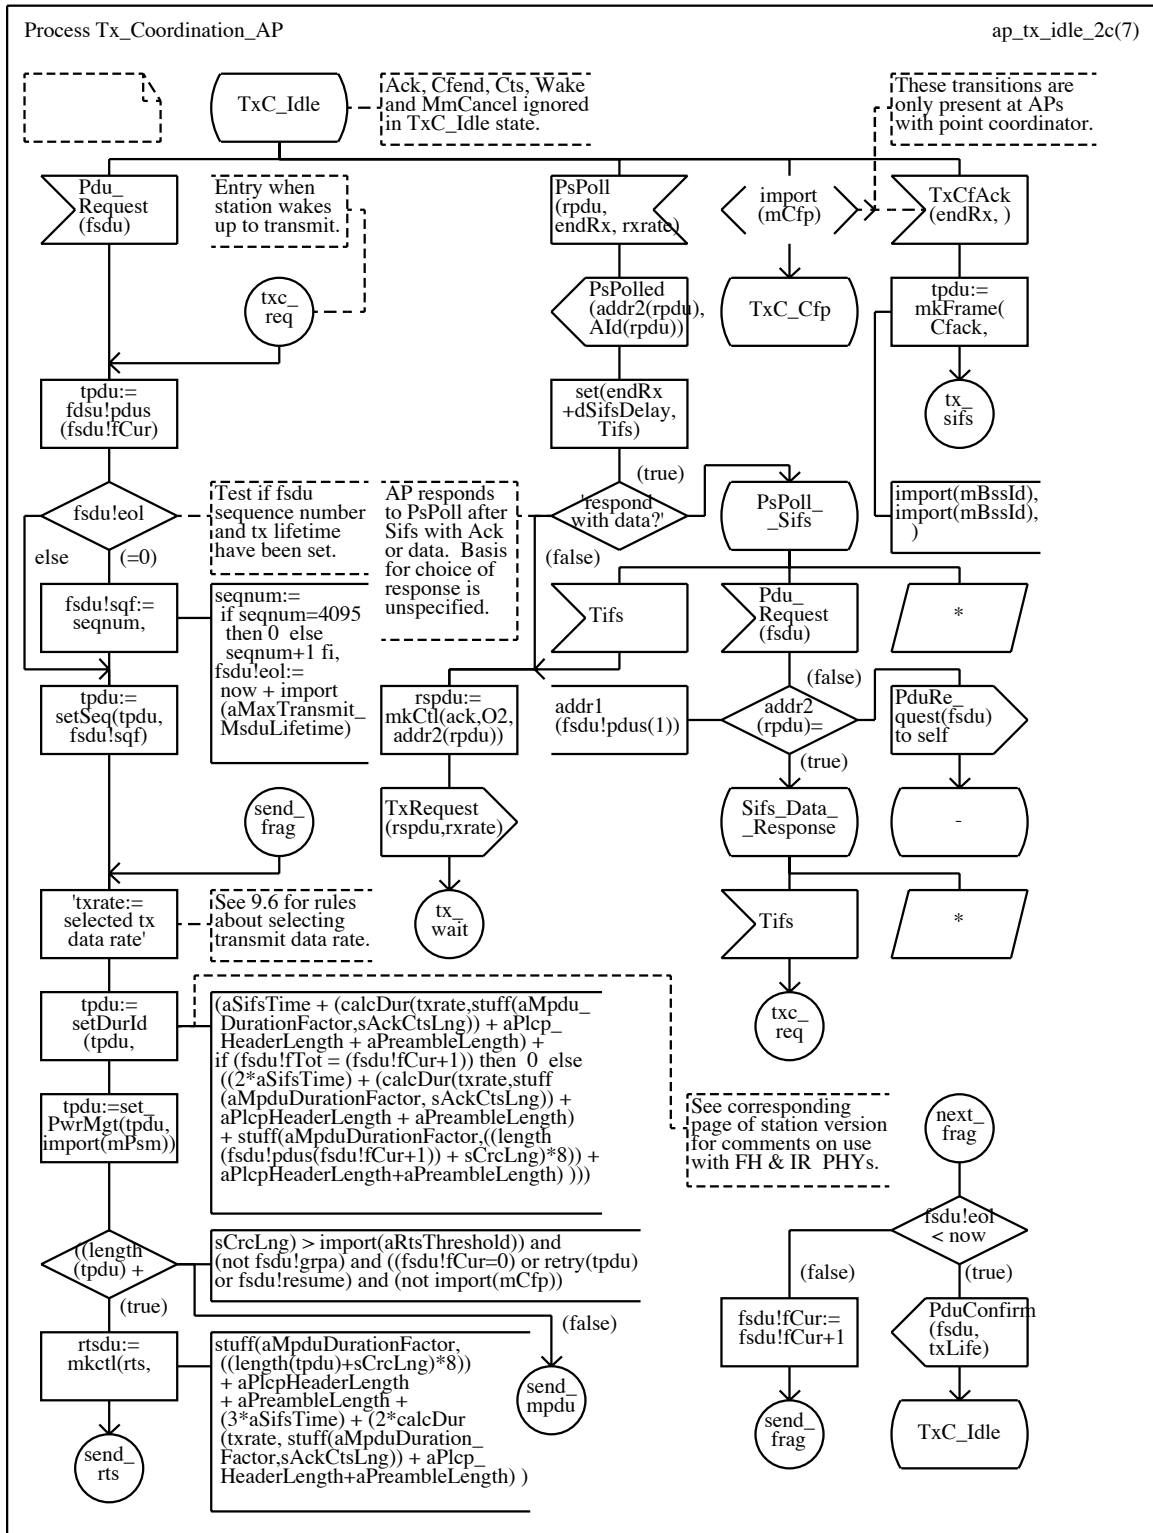 Process Tx_Coordination_AP
ap_tx_idle_2c(7)
TxC_Idle
Ack, Cfend, Cts, Wake
and MmCancel ignored
in TxC_Idle state.
These transitions are
only present at APs
with point coordinator.
Pdu_
Request
(fsdu)
Entry when
station wakes
up to transmit.
PsPoll
(rpdu,
endRx, rxrate)
import
(mCfp)
TxCfAck
(endRx, )
txc_
req
PsPolled
(addr2(rpdu),
AId(rpdu))
TxC_Cfp
tpdu:=
mkFrame(
Cfack,
tpdu:=
fdsu!pdus
(fsdu!fCur)
set(endRx
+dSifsDelay,
Tifs)
tx_
sifs
fsdu!eol
Test if fsdu
sequence number
and tx lifetime
have been set.
AP responds
to PsPoll after
Sifs with Ack
or data.  Basis
for choice of
response is
unspecified.
(true)
'respond
with data?'
PsPoll_
_Sifs
import(mBssId),
import(mBssId),
)
else
(=0)
(false)
fsdu!sqf:=
seqnum,
seqnum:=
if seqnum=4095
then 0  else
seqnum+1 fi,
fsdu!eol:=
now + import
(aMaxTransmit_
MsduLifetime)
Tifs
Pdu_
Request
(fsdu)
*
tpdu:=
setSeq(tpdu,
fsdu!sqf)
rspdu:=
mkCtl(ack,O2,
addr2(rpdu))
addr1
(fsdu!pdus(1))
addr2
(rpdu)=
(false)
PduRe_
quest(fsdu)
to self
(true)
send_
frag
TxRequest
(rspdu,rxrate)
Sifs_Data_
_Response
-
'txrate:=
selected tx
data rate'
See 9.6 for rules
about selecting
transmit data rate.
tx_
wait
Tifs
*
tpdu:=
setDurId
(tpdu,
(aSifsTime + (calcDur(txrate,stuff(aMpdu_
DurationFactor,sAckCtsLng)) + aPlcp_
HeaderLength + aPreambleLength) +
if (fsdu!fTot = (fsdu!fCur+1)) then  0  else
((2*aSifsTime) + (calcDur(txrate,stuff
(aMpduDurationFactor, sAckCtsLng)) +
aPlcpHeaderLength + aPreambleLength)
+ stuff(aMpduDurationFactor,((length
(fsdu!pdus(fsdu!fCur+1)) + sCrcLng)*8)) +
aPlcpHeaderLength+aPreambleLength) )))
txc_
req
tpdu:=set_
PwrMgt(tpdu,
import(mPsm))
See corresponding
page of station version
for comments on use
with FH & IR  PHYs.
next_
frag
((length
(tpdu) +
sCrcLng) > import(aRtsThreshold)) and
(not fsdu!grpa) and ((fsdu!fCur=0) or retry(tpdu)
or fsdu!resume) and (not import(mCfp))
fsdu!eol
< now
(true)
(false)
(false)
(true)
rtsdu:=
mkctl(rts,
stuff(aMpduDurationFactor,
((length(tpdu)+sCrcLng)*8))
+ aPlcpHeaderLength
+ aPreambleLength +
(3*aSifsTime) + (2*calcDur
(txrate, stuff(aMpduDuration_
Factor,sAckCtsLng)) + aPlcp_
HeaderLength+aPreambleLength) )
send_
mpdu
fsdu!fCur:=
fsdu!fCur+1
PduConfirm
(fsdu,
txLife)
send_
rts
send_
frag
TxC_Idle